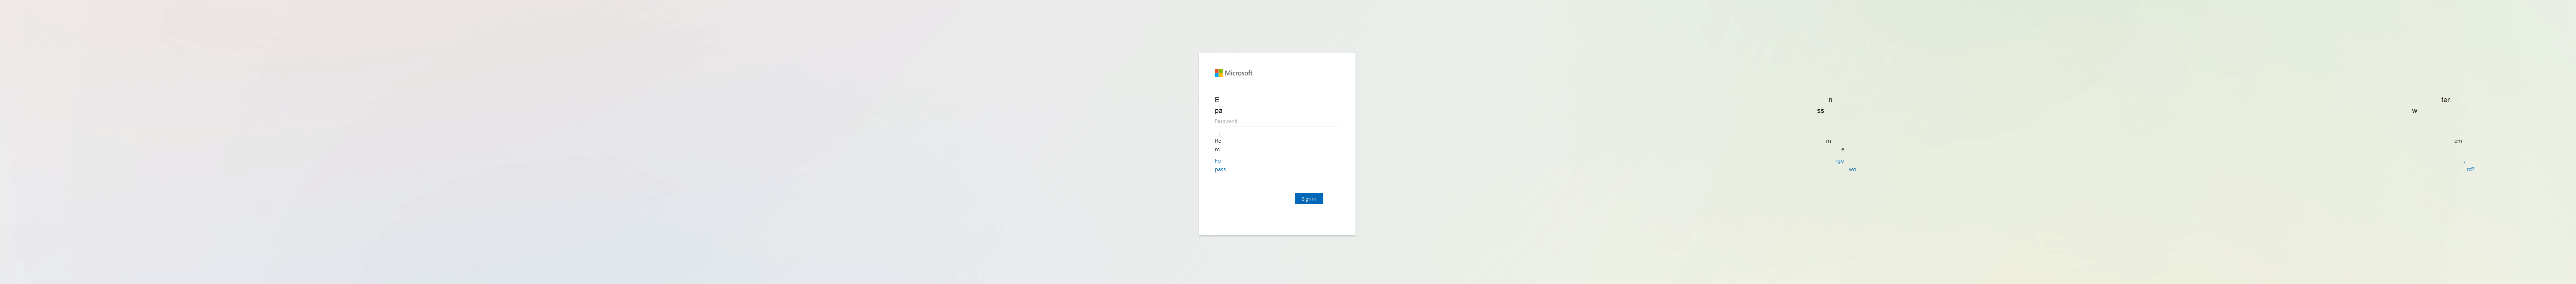 Microsoft
E n ter
pa ss w
Password
Re m em
m e
Fo rgo t
pass wo rd?
Sign in